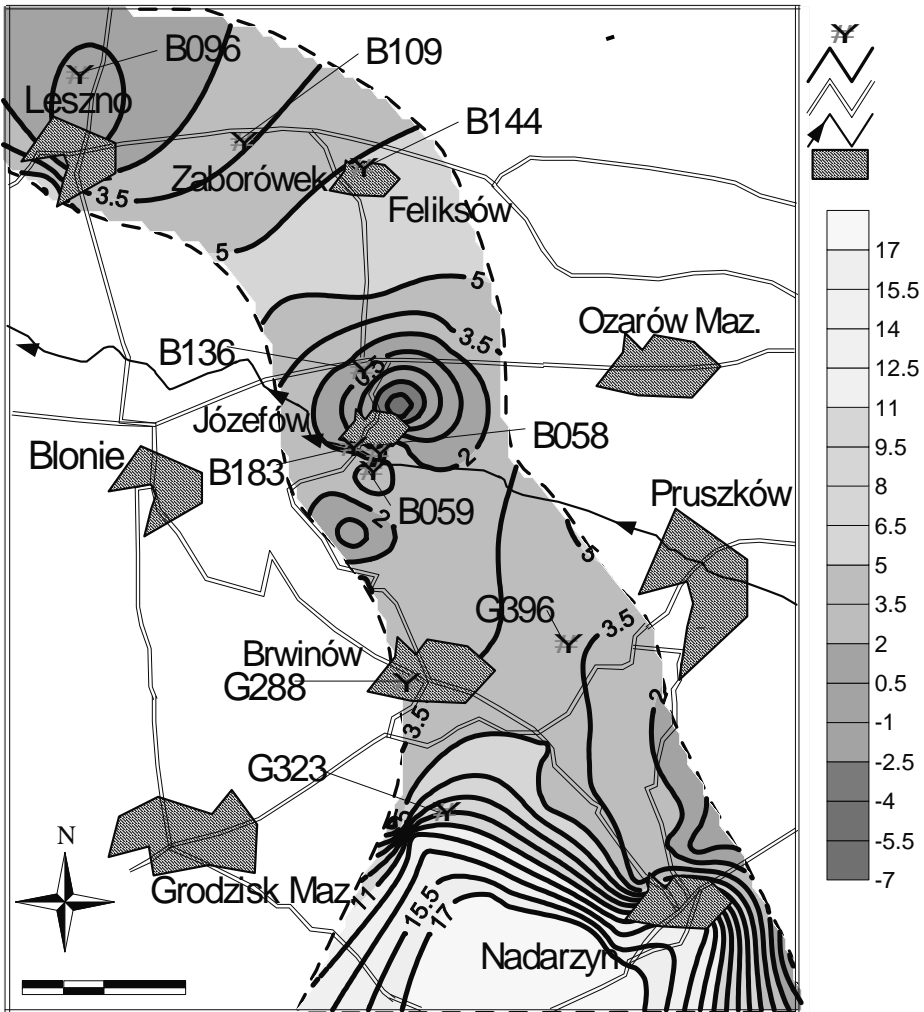 B096
B109
Leszno
B144
Zaborówek
3.5
Feliksów
5
17
5
15.5
Ozarów Maz.
14
3.5
B136
12.5
0.5
11
Józefów
B058
9.5
Blonie
B183
2
8
Pruszków
B059
2
6.5
5
5
G396
3.5
3.5
Brwinów
2
G288
2
0.5
3.5
-1
G323
-2.5
-4
N
-5.5
Grodzisk Maz.
11
-7
15.5
17
Nadarzyn